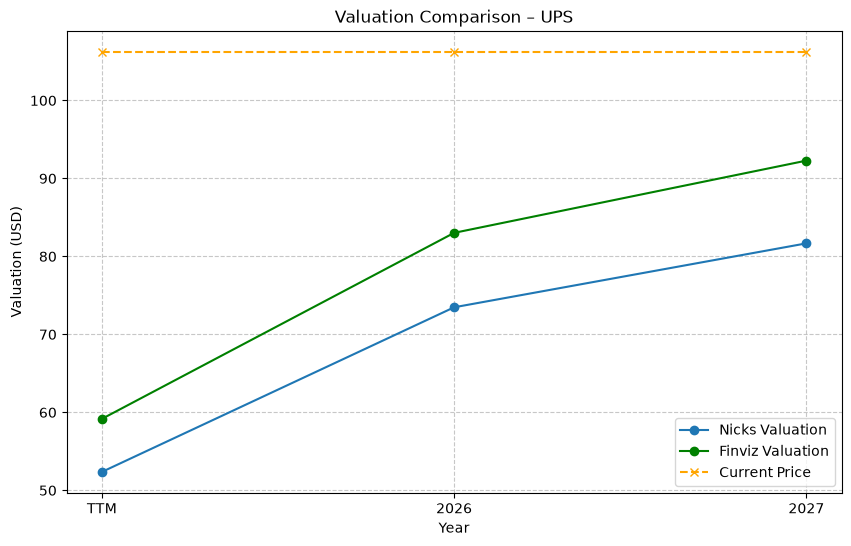 Valuation Comparison – UPS
Valuation (USD)
100
90
80
70
60
50
TTM
2026
2027
Year
Nicks Valuation
Finviz Valuation
Current Price